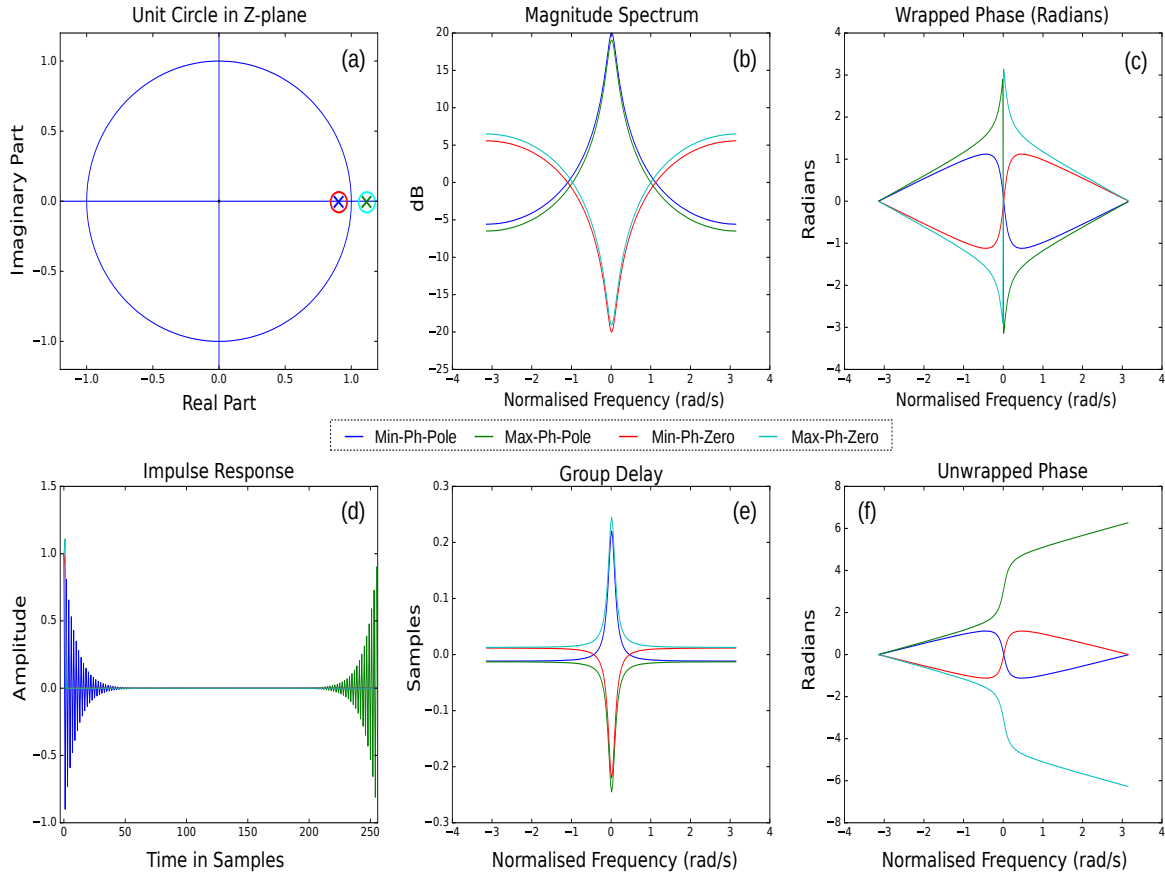 Unit Circle in Z-plane
(a)
Imaginary Part
1.0
0.5
0.0
−0.5
−1.0
−1.0 −0.5 0.0 0.5 1.0
Real Part
Magnitude Spectrum
(b)
dB
20
15
10
5
0
−5
−10
−15
−20
−25
−4 −3 −2 −1 0 1 2 3 4
Normalised Frequency (rad/s)
Wrapped Phase (Radians)
(c)
Radians
4
3
2
1
0
−1
−2
−3
−4
−4 −3 −2 −1 0 1 2 3 4
Normalised Frequency (rad/s)
Min-Ph-Pole Max-Ph-Pole Min-Ph-Zero Max-Ph-Zero
Impulse Response
(d)
Amplitude
1.5
1.0
0.5
0.0
−0.5
−1.0
0 50 100 150 200 250
Time in Samples
Group Delay
(e)
Samples
0.3
0.2
0.1
0.0
−0.1
−0.2
−0.3
−4 −3 −2 −1 0 1 2 3 4
Normalised Frequency (rad/s)
Unwrapped Phase
(f)
Radians
8
6
4
2
0
−2
−4
−6
−8
−4 −3 −2 −1 0 1 2 3 4
Normalised Frequency (rad/s)